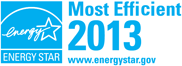 energy
ENERGY STAR
Most Efficient
2013
www.energystar.gov